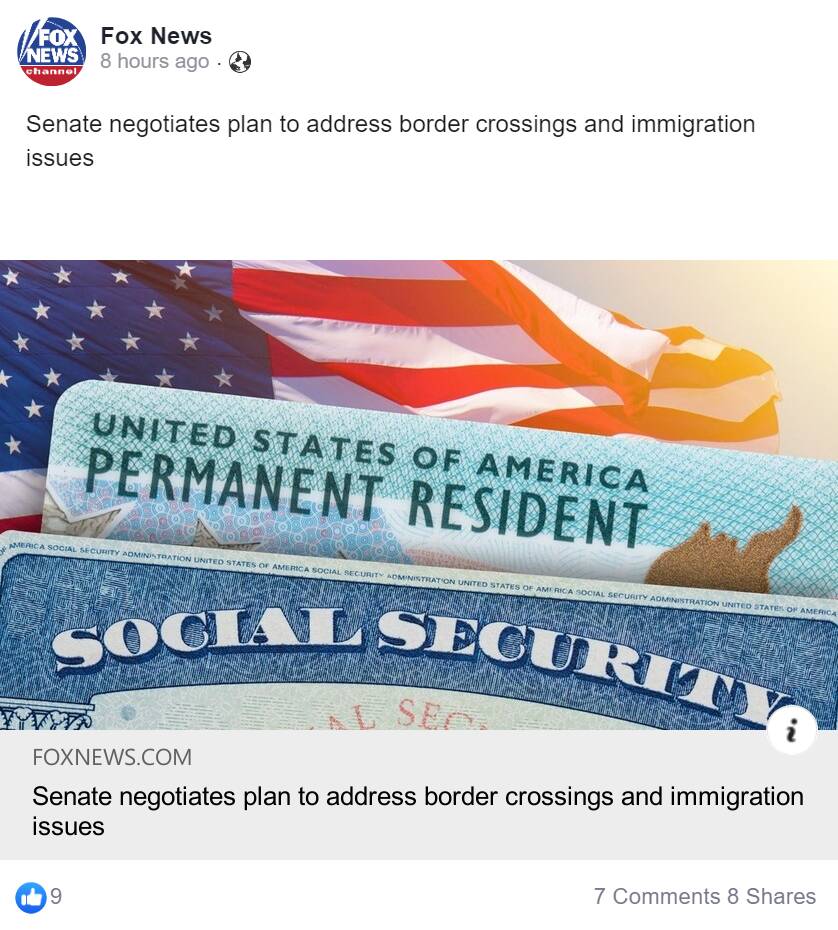 FOX
NEWS
channel
Fox News
8 hours ago ·
Senate negotiates plan to address border crossings and immigration
issues
UNITED STATES OF AMERICA
PERMANENT RESIDENT
AMERICA SOCIAL SECURITY ADMINISTRATION UNITED STATES OF AMERICA SOCIAL SECURITY ADMINISTRATION UNITED STATES OF AMERICA SOCIAL SECURITY ADMINISTRATION UNITED STATES OF AMERICA
SOCIAL SECURITY
AL SEC
i
FOXNEWS.COM
Senate negotiates plan to address border crossings and immigration
issues
9
7 Comments 8 Shares